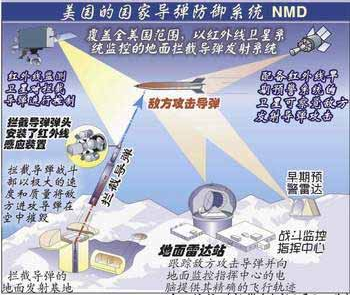 美国的国家导弹防御系统 NMD
覆盖全美国范围，以红外线卫星系
统监控的地面拦截导弹发射系统
红外线监测
卫星对拦截
导弹进行控制
敌方攻击导弹
配备红外线早
期预警系统的
卫星可察觉敌方
发射导弹攻击
拦截导弹弹头
安装了红外线
感应装置
拦截导弹
拦截导弹战斗
部以极大的速
度和质量将敌
方进攻导弹在
空中摧毁
早期预
警雷达
战斗监控
指挥中心
地面雷达站
跟踪敌方攻击导弹并向
地面监控指挥中心的电
脑提供其精确的飞行轨迹
拦截导弹的
地面发射基地